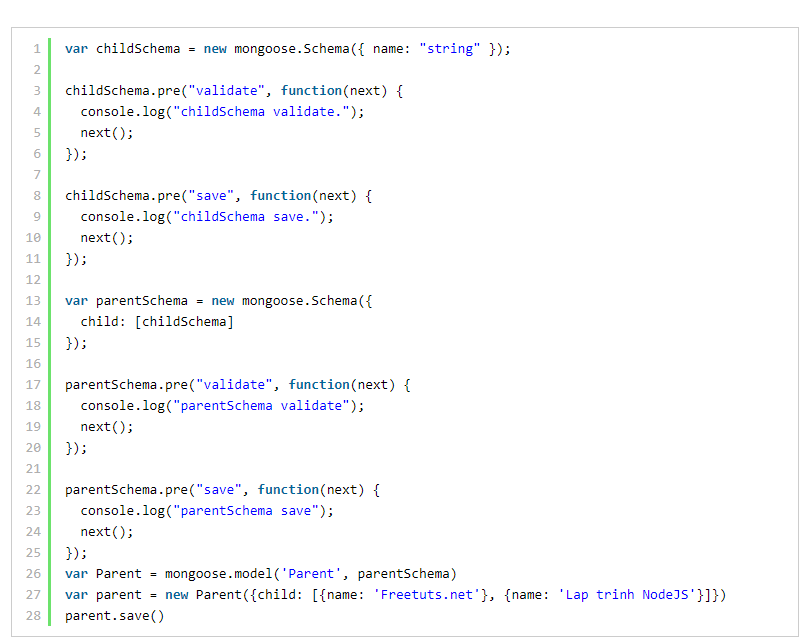 1 var childSchema = new mongoose.Schema({ name: "string" });
2
3 childSchema.pre("validate", function(next) {
4   console.log("childSchema validate.");
5   next();
6 });
7
8 childSchema.pre("save", function(next) {
9   console.log("childSchema save.");
10   next();
11 });
12
13 var parentSchema = new mongoose.Schema({
14   child: [childSchema]
15 });
16
17 parentSchema.pre("validate", function(next) {
18   console.log("parentSchema validate");
19   next();
20 });
21
22 parentSchema.pre("save", function(next) {
23   console.log("parentSchema save");
24   next();
25 });
26 var Parent = mongoose.model('Parent', parentSchema)
27 var parent = new Parent({child: [{name: 'Freetuts.net'}, {name: 'Lap trinh NodeJS'}]})
28 parent.save()